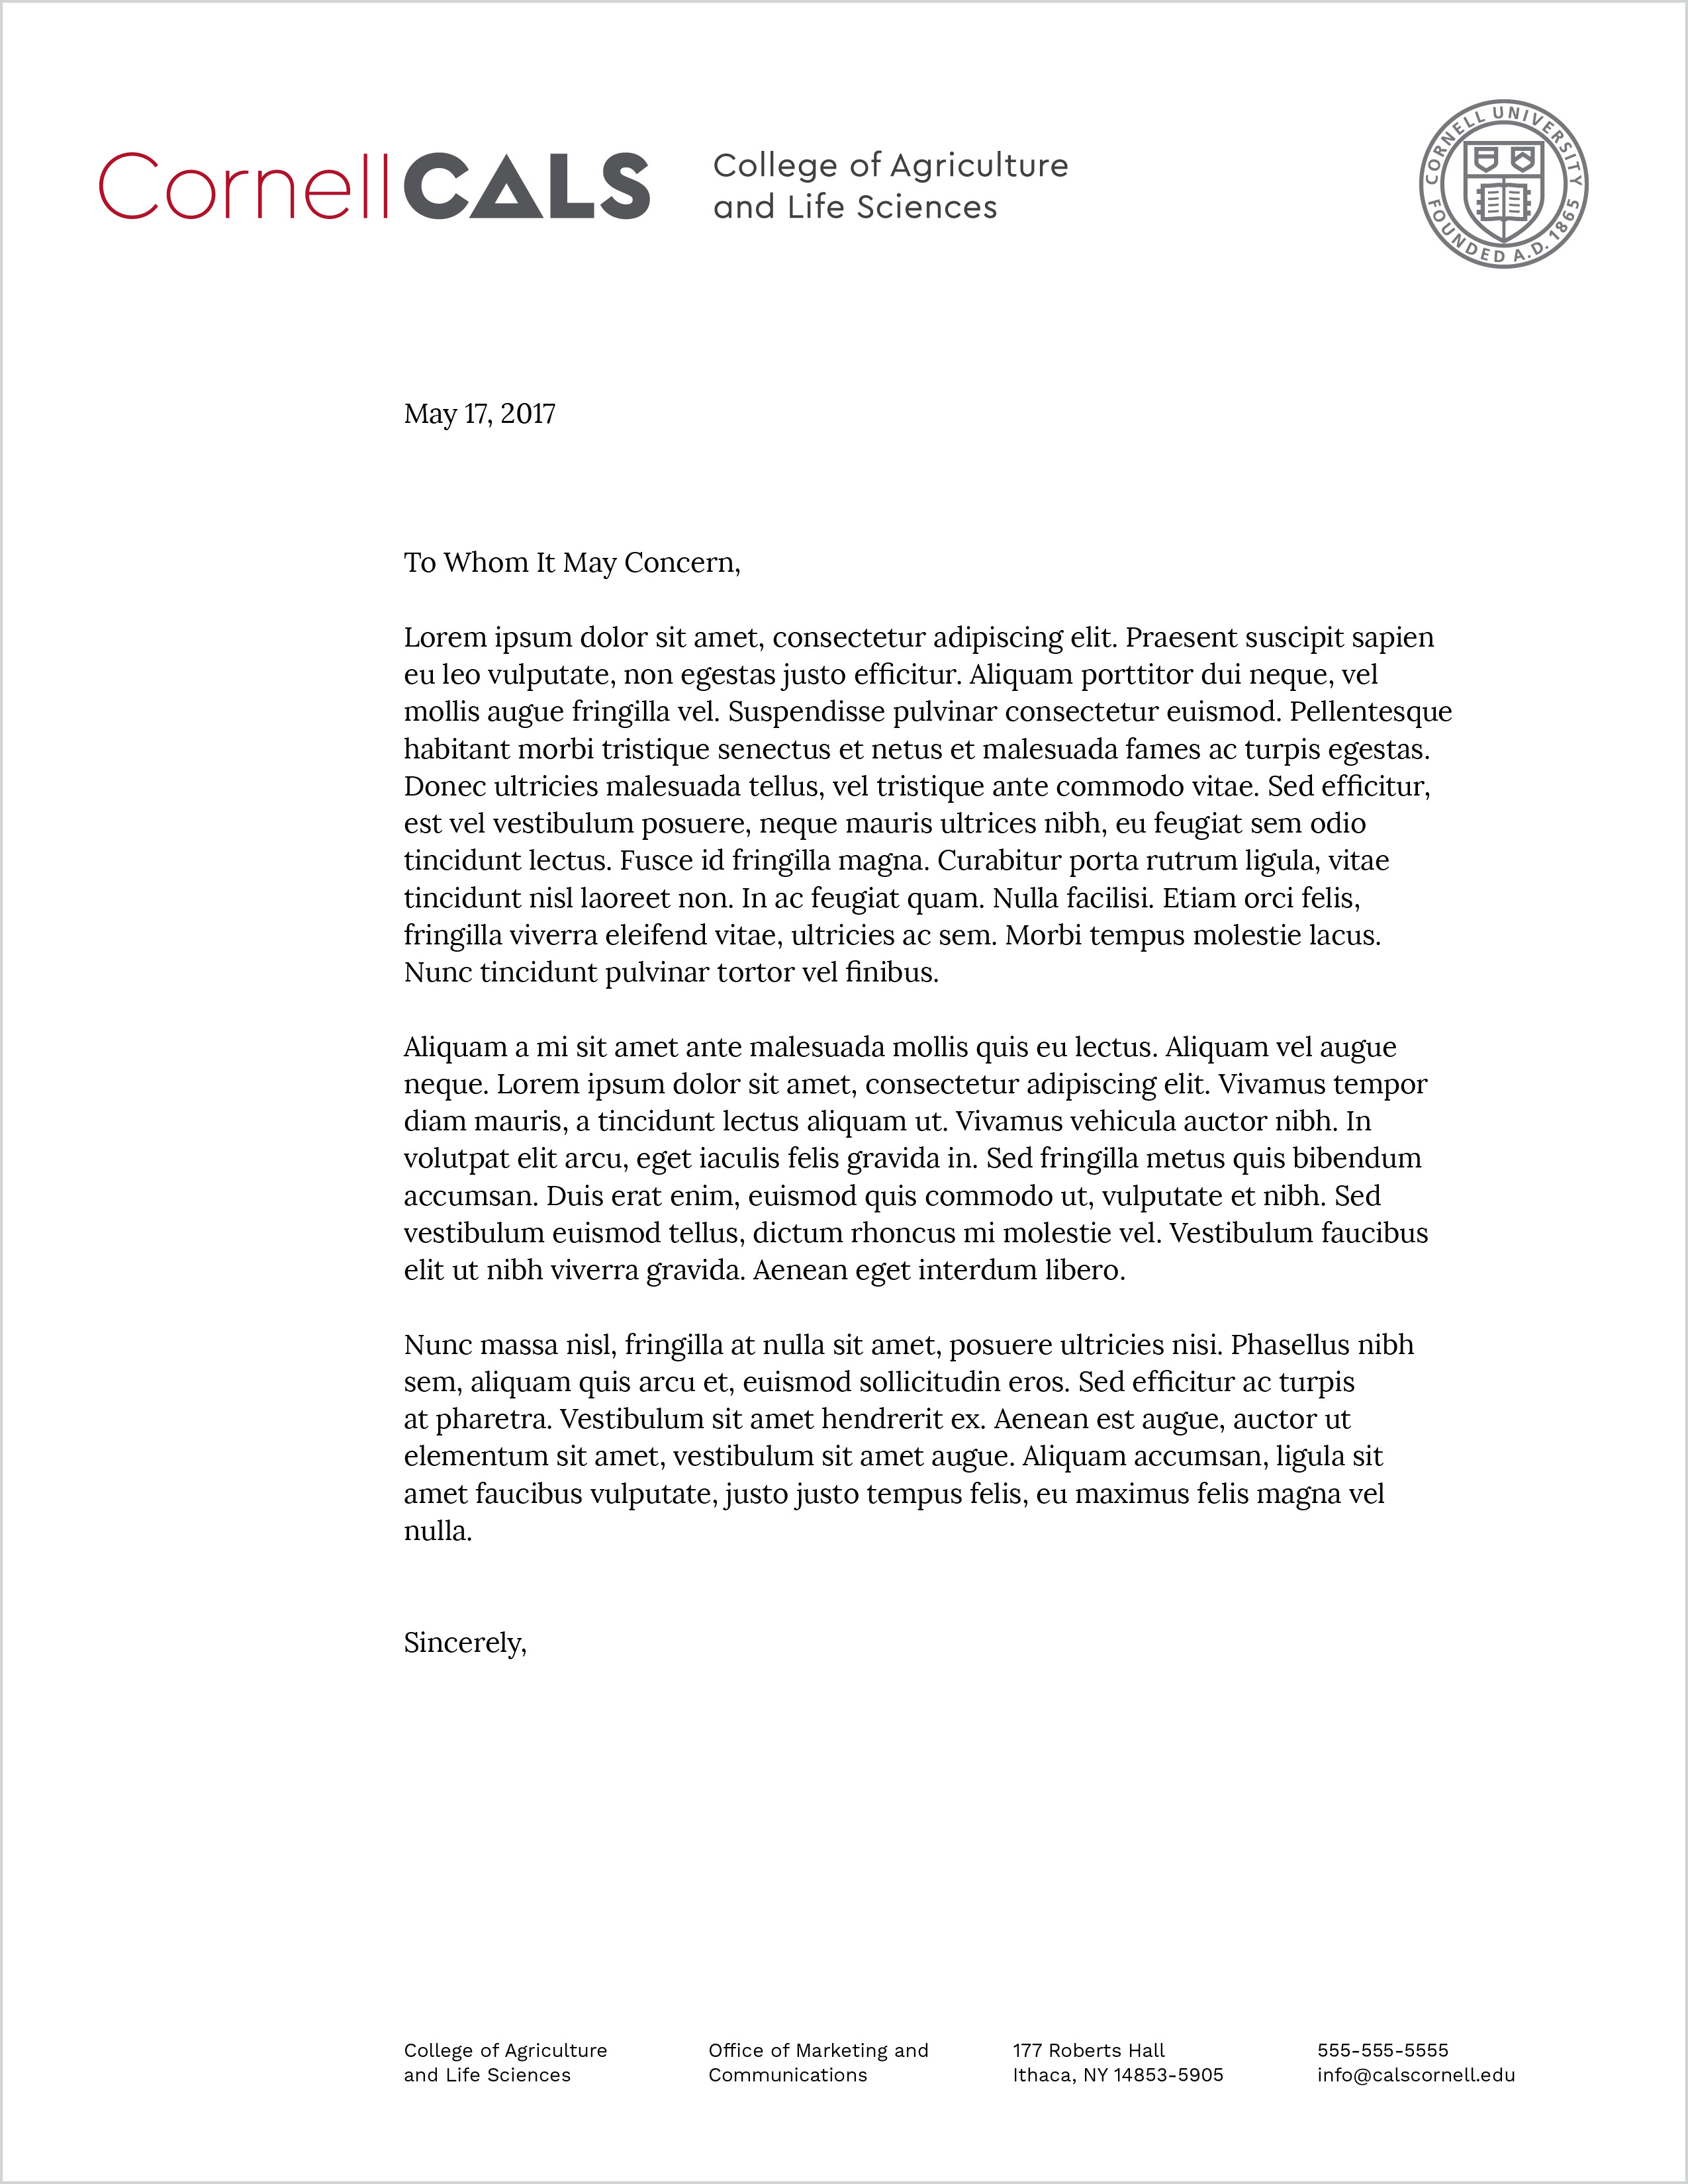 Cornell CALS
College of Agriculture
and Life Sciences
CORNELL UNIVERSITY
FOUNDED A.D. 1865
May 17, 2017
To Whom It May Concern,
Lorem ipsum dolor sit amet, consectetur adipiscing elit. Praesent suscipit sapien
eu leo vulputate, non egestas justo efficitur. Aliquam porttitor dui neque, vel
mollis augue fringilla vel. Suspendisse pulvinar consectetur euismod. Pellentesque
habitant morbi tristique senectus et netus et malesuada fames ac turpis egestas.
Donec ultricies malesuada tellus, vel tristique ante commodo vitae. Sed efficitur,
est vel vestibulum posuere, neque mauris ultrices nibh, eu feugiat sem odio
tincidunt lectus. Fusce id fringilla magna. Curabitur porta rutrum ligula, vitae
tincidunt nisl laoreet non. In ac feugiat quam. Nulla facilisi. Etiam orci felis,
fringilla viverra eleifend vitae, ultricies ac sem. Morbi tempus molestie lacus.
Nunc tincidunt pulvinar tortor vel finibus.
Aliquam a mi sit amet ante malesuada mollis quis eu lectus. Aliquam vel augue
neque. Lorem ipsum dolor sit amet, consectetur adipiscing elit. Vivamus tempor
diam mauris, a tincidunt lectus aliquam ut. Vivamus vehicula auctor nibh. In
volutpat elit arcu, eget iaculis felis gravida in. Sed fringilla metus quis bibendum
accumsan. Duis erat enim, euismod quis commodo ut, vulputate et nibh. Sed
vestibulum euismod tellus, dictum rhoncus mi molestie vel. Vestibulum faucibus
elit ut nibh viverra gravida. Aenean eget interdum libero.
Nunc massa nisl, fringilla at nulla sit amet, posuere ultricies nisi. Phasellus nibh
sem, aliquam quis arcu et, euismod sollicitudin eros. Sed efficitur ac turpis
at pharetra. Vestibulum sit amet hendrerit ex. Aenean est augue, auctor ut
elementum sit amet, vestibulum sit amet augue. Aliquam accumsan, ligula sit
amet faucibus vulputate, justo justo tempus felis, eu maximus felis magna vel
nulla.
Sincerely,
College of Agriculture
and Life Sciences
Office of Marketing and
Communications
177 Roberts Hall
Ithaca, NY 14853-5905
555-555-5555
info@calscornell.edu